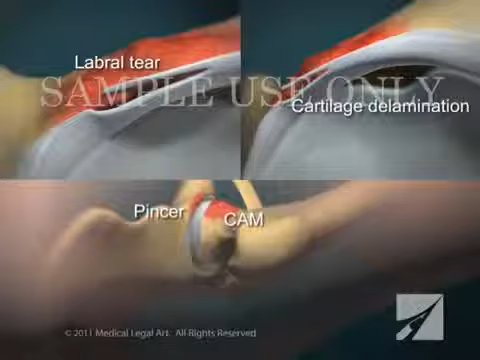 Labral tear
SAMPLE USE ONLY
Cartilage delamination
Pincer
CAM
© 2011 Medical Legal Art. All Rights Reserved